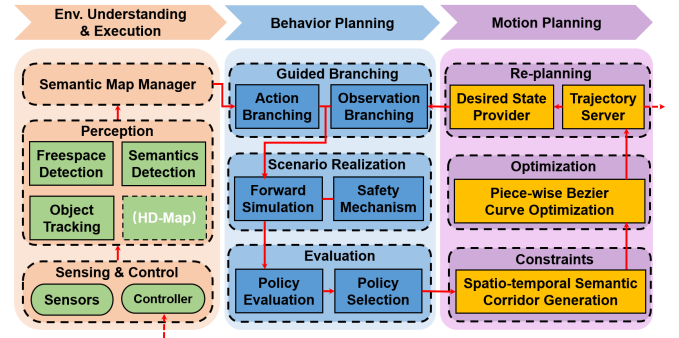 Env. Understanding
& Execution
Behavior Planning
Motion Planning
Semantic Map Manager
Perception
Freespace
Detection
Semantics
Detection
Object
Tracking
(HD-Map)
Sensing & Control
Sensors
Controller
Guided Branching
Action
Branching
Observation
Branching
Scenario Realization
Forward
Simulation
Safety
Mechanism
Evaluation
Policy
Evaluation
Policy
Selection
Re-planning
Desired State
Provider
Trajectory
Server
Optimization
Piece-wise Bezier
Curve Optimization
Constraints
Spatio-temporal Semantic
Corridor Generation